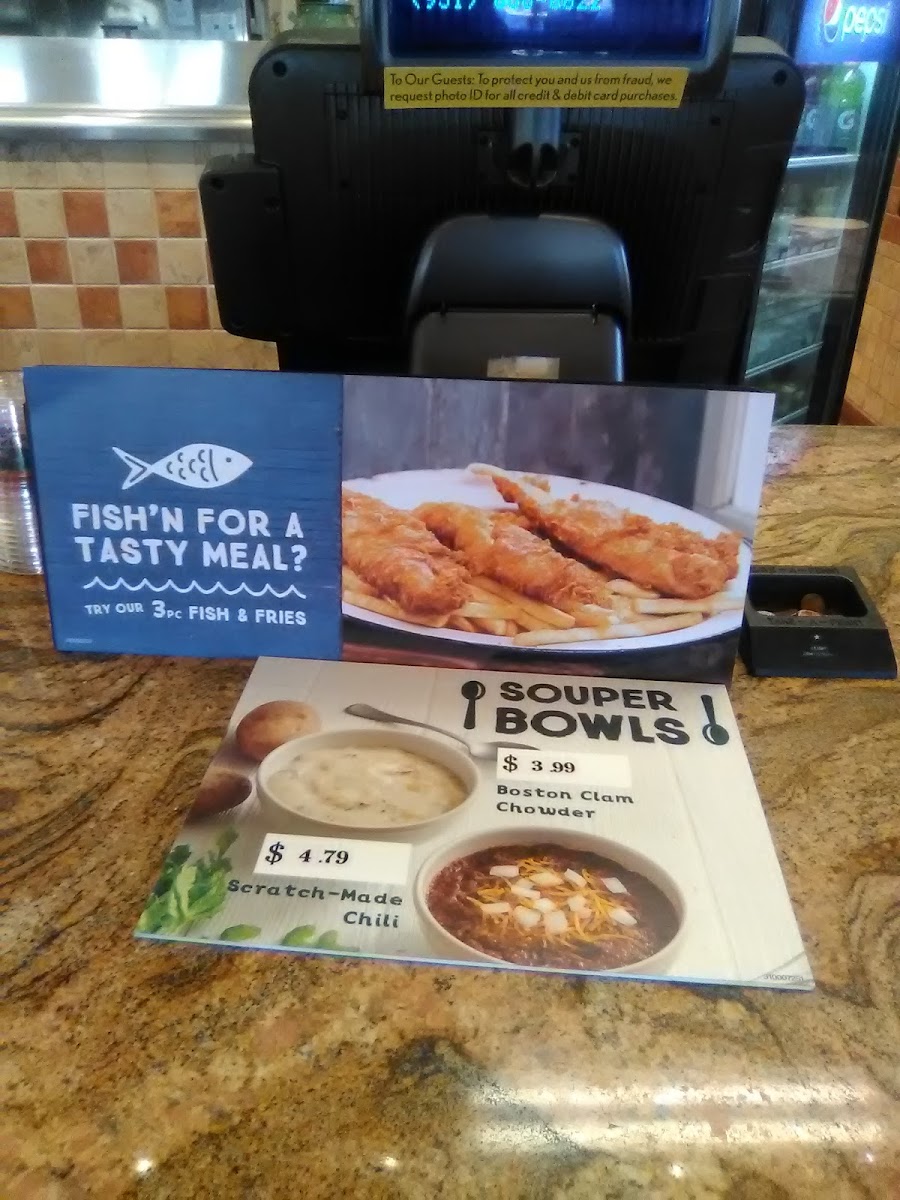 pepsi
To Our Guests: To protect you and us from fraud, we
request photo ID for all credit & debit card purchases.
G
FISH'N FOR A
TASTY MEAL?
TRY OUR 3PC FISH & FRIES
SOUPER
BOWLS
$ 3.99
Boston Clam
Chowder
$ 4.79
Scratch-Made
Chili